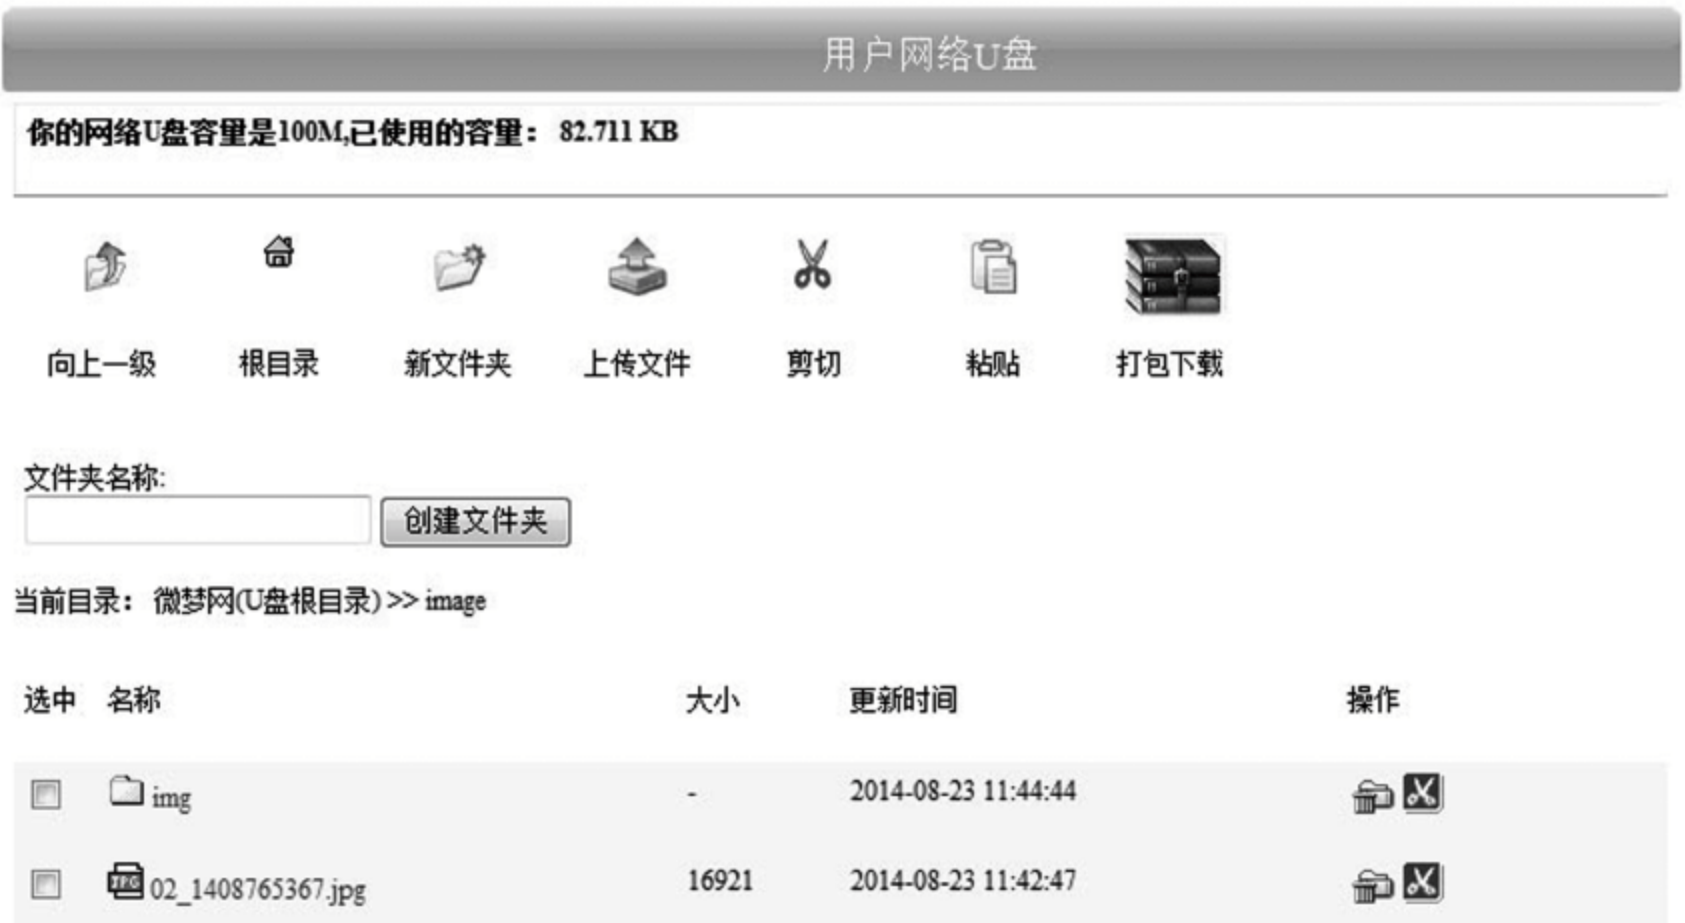 用户网络U盘
你的网络U盘容里是100M,已使用的容里： 82.711 KB
向上一级 根目录 新文件夹 上传文件 剪切 粘贴 打包下载
文件夹名称:
创建文件夹
当前目录： 微梦网(U盘根目录) >> image
选中 名称 大小 更新时间 操作
img - 2014-08-23 11:44:44
02_1408765367.jpg 16921 2014-08-23 11:42:47